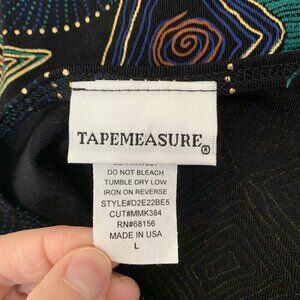 TAPEMEASURE®
DO NOT BLEACH
TUMBLE DRY LOW
IRON ON REVERSE
STYLE#D2E22BE5
CUT#MMK384
RN#68156
MADE IN USA
L